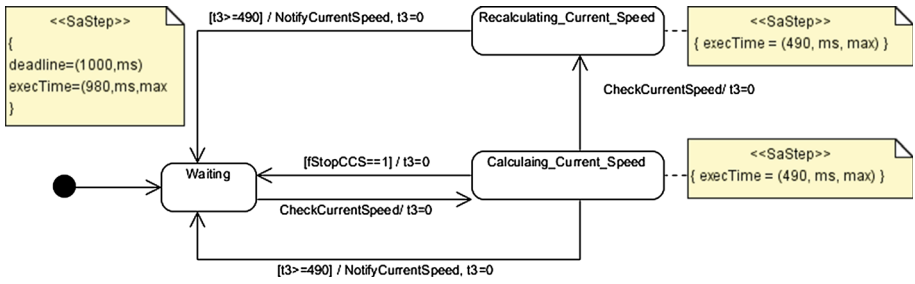 <<SaStep>>
{
deadline=(1000,ms)
execTime=(980,ms,max
}
[t3>=490] / NotifyCurrentSpeed, t3=0
Recalculating_Current_Speed
<<SaStep>>
{ execTime = (490, ms, max) }
CheckCurrentSpeed/ t3=0
Waiting
[fStopCCS==1] / t3=0
Calculaing_Current_Speed
<<SaStep>>
{ execTime = (490, ms, max) }
CheckCurrentSpeed/ t3=0
[t3>=490] / NotifyCurrentSpeed, t3=0